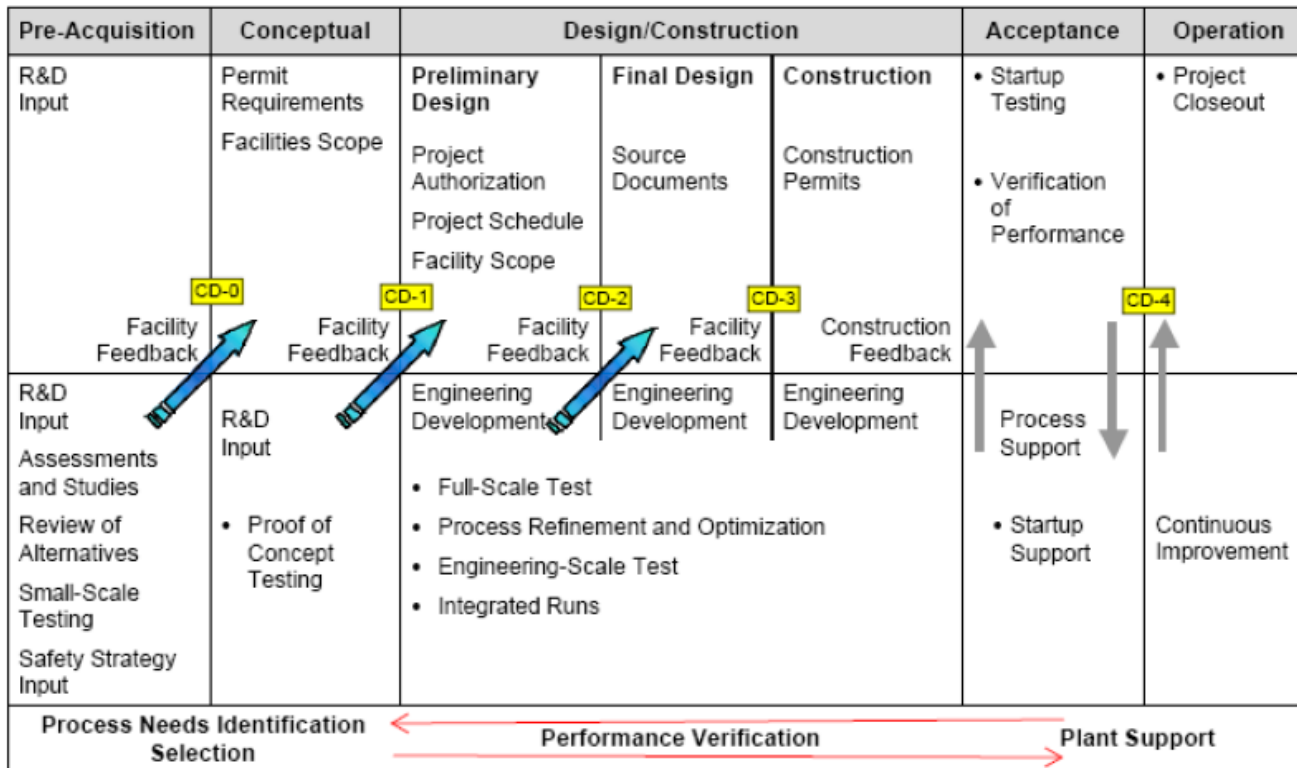 Pre-Acquisition
Conceptual
Design/Construction
Acceptance
Operation
R&D
Input
Permit
Requirements
Facilities Scope
Preliminary
Design
Project
Authorization
Project Schedule
Facility Scope
Final Design
Source
Documents
Construction
Construction
Permits
• Startup
Testing
• Verification
of
Performance
• Project
Closeout
CD-0
CD-1
CD-2
CD-3
CD-4
Facility
Feedback
Facility
Feedback
Facility
Feedback
Facility
Feedback
Construction
Feedback
R&D
Input
Assessments
and Studies
Review of
Alternatives
Small-Scale
Testing
Safety Strategy
Input
R&D
Input
• Proof of
Concept
Testing
Engineering
Development
Engineering
Development
Engineering
Development
• Full-Scale Test
• Process Refinement and Optimization
• Engineering-Scale Test
• Integrated Runs
Process
Support
• Startup
Support
Continuous
Improvement
Process Needs Identification
Selection
Performance Verification
Plant Support